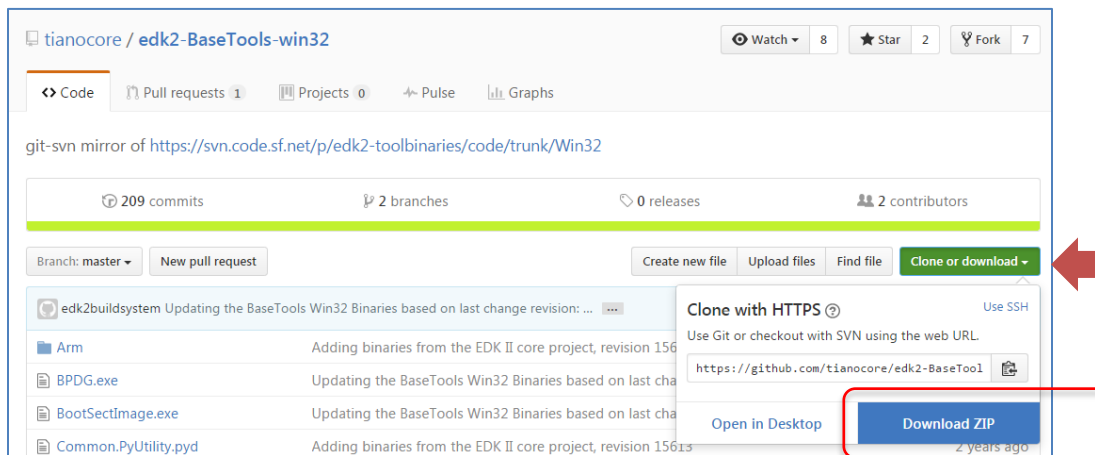 tianocore / edk2-BaseTools-win32
Watch 8 Star 2 Fork 7
Code Pull requests 1 Projects 0 Pulse Graphs
git-svn mirror of https://svn.code.sf.net/p/edk2-toolbinaries/code/trunk/Win32
209 commits 2 branches 0 releases 2 contributors
Branch: master New pull request Create new file Upload files Find file Clone or download
edk2buildsystem Updating the BaseTools Win32 Binaries based on last change revision: ... ...
Clone with HTTPS ? Use SSH
Use Git or checkout with SVN using the web URL.
Arm Adding binaries from the EDK II core project, revision 156
https://github.com/tianocore/edk2-BaseTool
BPDG.exe Updating the BaseTools Win32 Binaries based on last cha
BootSectImage.exe Updating the BaseTools Win32 Binaries based on last cha
Open in Desktop Download ZIP
Common.PyUtility.pyd Adding binaries from the EDK II core project, revision 15613 2 years ago